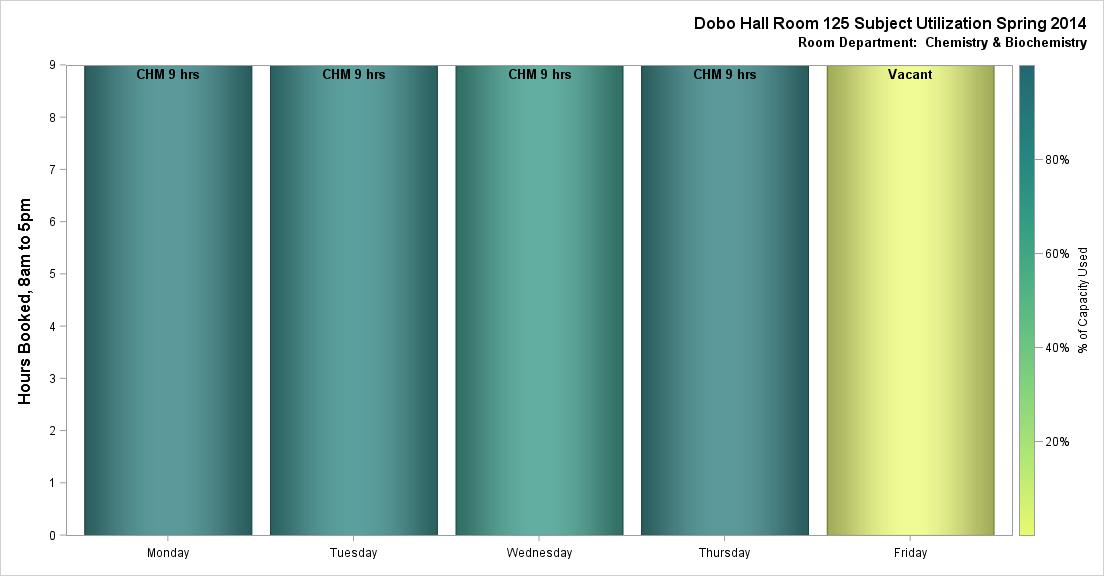 Dobo Hall Room 125 Subject Utilization Spring 2014
Room Department:  Chemistry & Biochemistry
Hours Booked, 8am to 5pm
9
8
7
6
5
4
3
2
1
0
CHM 9 hrs
CHM 9 hrs
CHM 9 hrs
CHM 9 hrs
Vacant
Monday
Tuesday
Wednesday
Thursday
Friday
80%
60%
40%
20%
% of Capacity Used